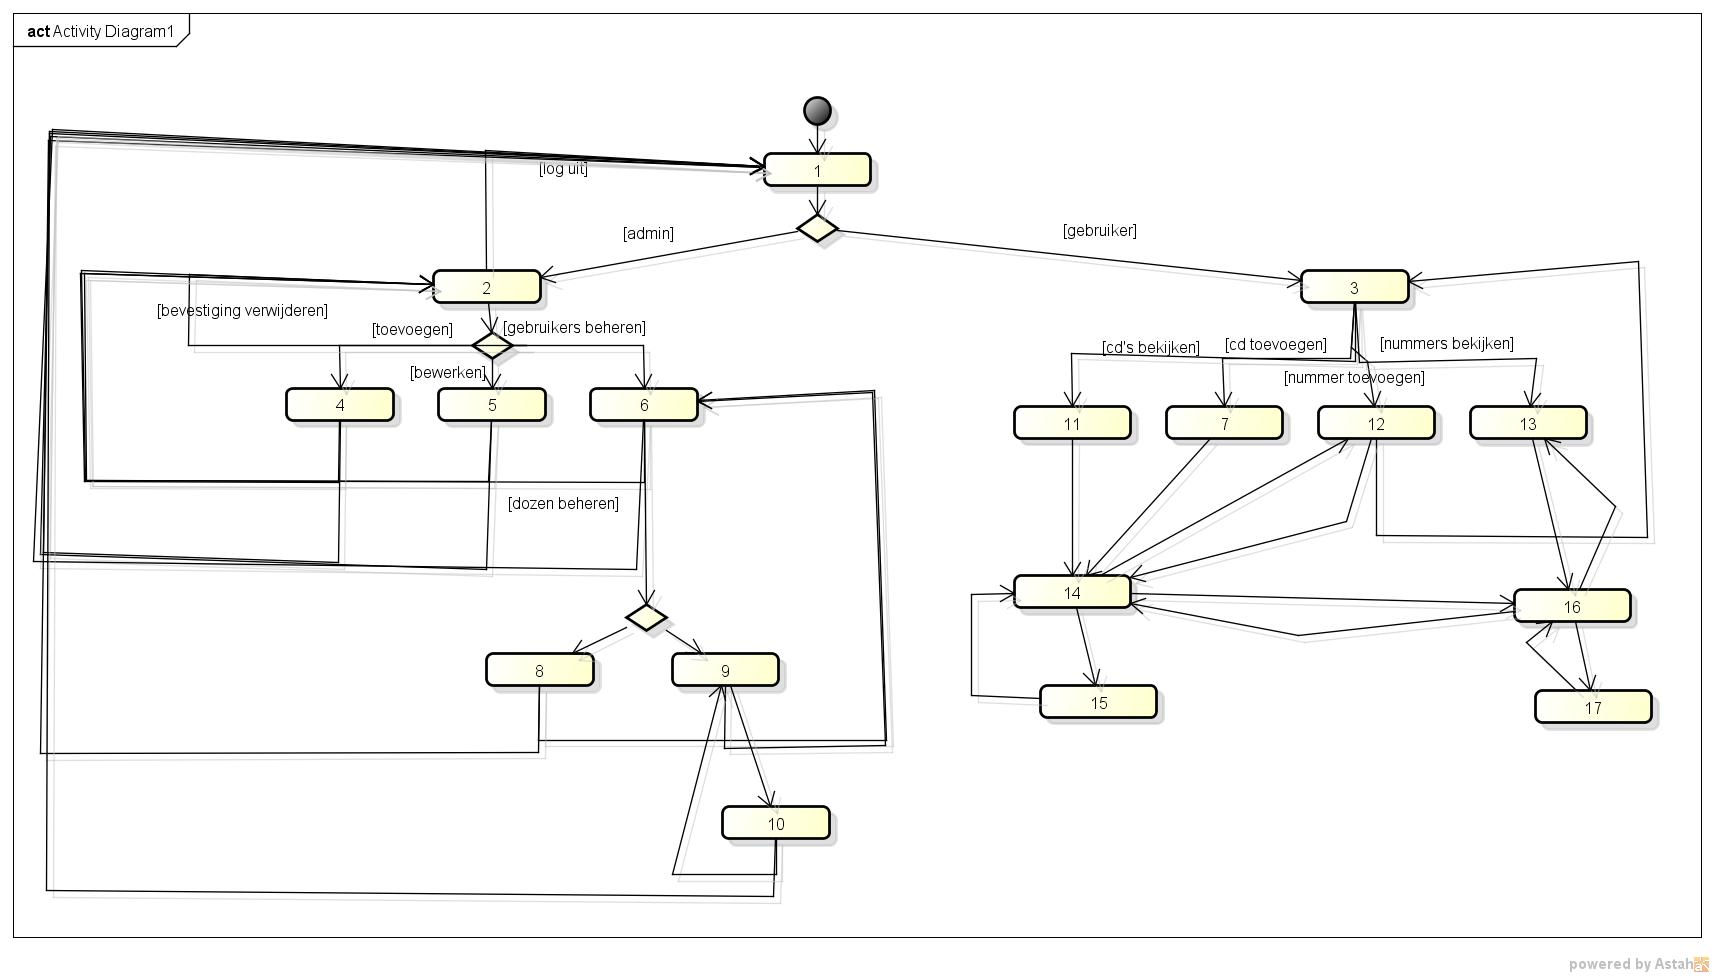 act Activity Diagram1
1
[log uit]
[admin]
[gebruiker]
2
3
[bevestiging verwijderen]
[toevoegen]
[gebruikers beheren]
[cd's bekijken]
[cd toevoegen]
[nummers bekijken]
[bewerken]
[nummer toevoegen]
4
5
6
11
7
12
13
[dozen beheren]
14
16
8
9
15
17
10
powered by Astah